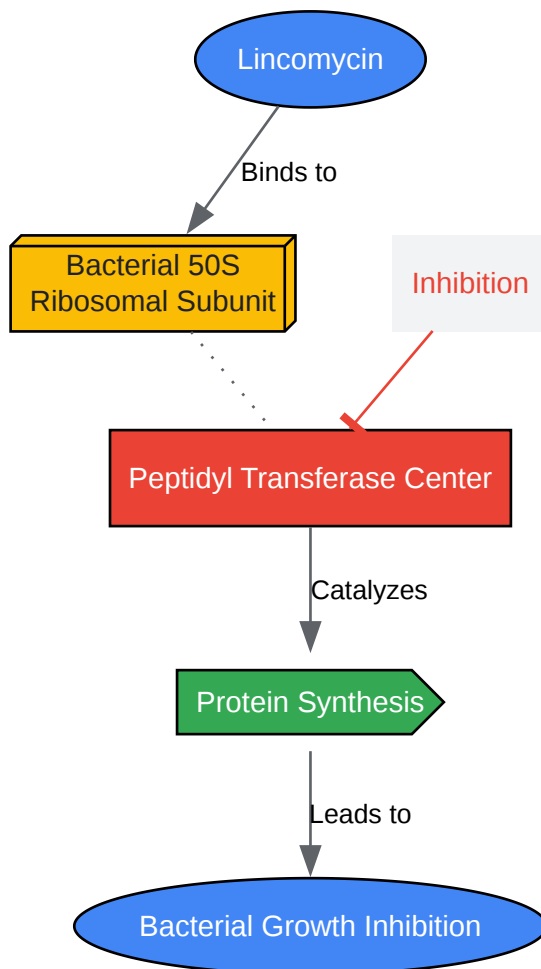 Lincomycin
Binds to
Bacterial 50S
Ribosomal Subunit
Inhibition
Peptidyl Transferase Center
Catalyzes
Protein Synthesis
Leads to
Bacterial Growth Inhibition